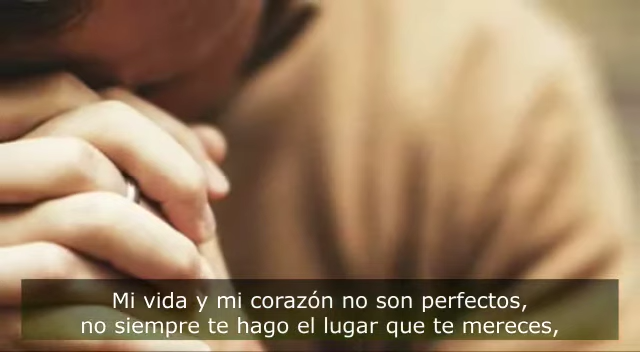 Mi vida y mi corazón no son perfectos,
no siempre te hago el lugar que te mereces,